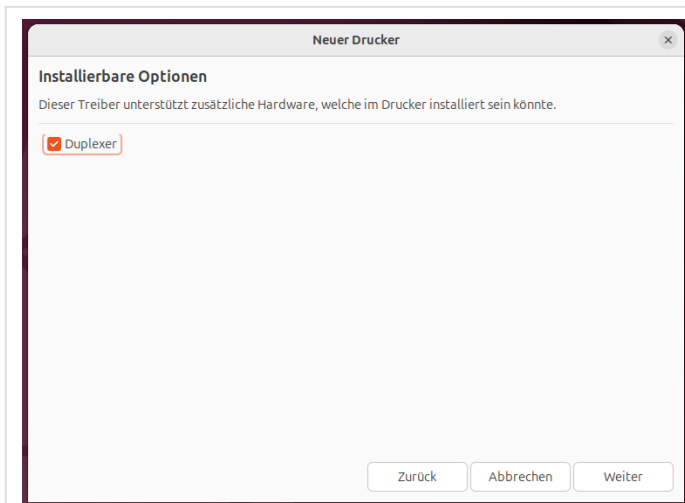 Neuer Drucker
Installierbare Optionen
Dieser Treiber unterstützt zusätzliche Hardware, welche im Drucker installiert sein könnte.
Duplexer
Zurück Abbrechen Weiter